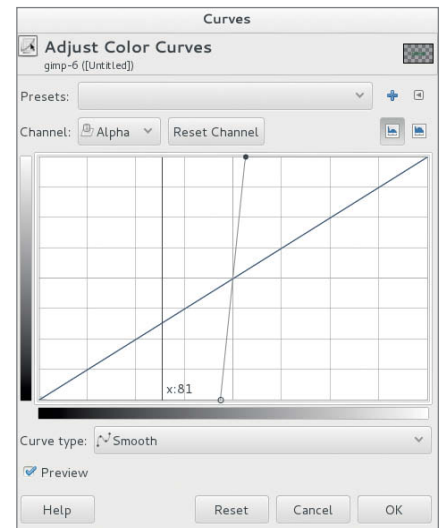 Curves
Adjust Color Curves
gimp-6 ([Untitled])
Presets:
Channel: Alpha Reset Channel
x:81
Curve type: Smooth
Preview
Help Reset Cancel OK